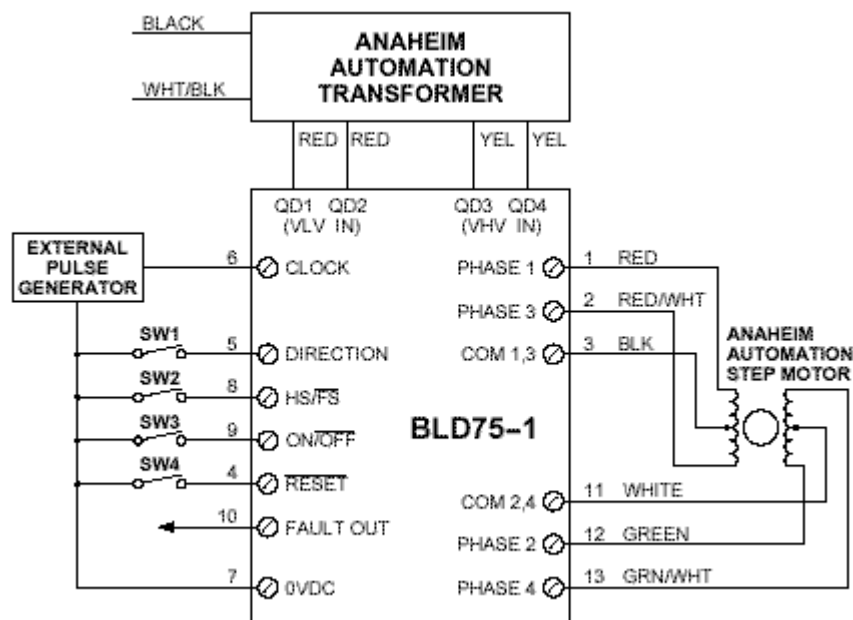 BLACK
WHT/BLK
ANAHEIM
AUTOMATION
TRANSFORMER
RED RED YEL YEL
QD1 QD2
(VLV IN)
QD3 QD4
(VHV IN)
EXTERNAL
PULSE
GENERATOR
6 CLOCK
SW1
5 DIRECTION
SW2
8 HS/FS
SW3
9 ON/OFF
SW4
4 RESET
10 FAULT OUT
7 0VDC
BLD75-1
PHASE 1 1 RED
PHASE 3 2 RED/WHT
COM 1,3 3 BLK
ANAHEIM
AUTOMATION
STEP MOTOR
COM 2,4 11 WHITE
PHASE 2 12 GREEN
PHASE 4 13 GRN/WHT